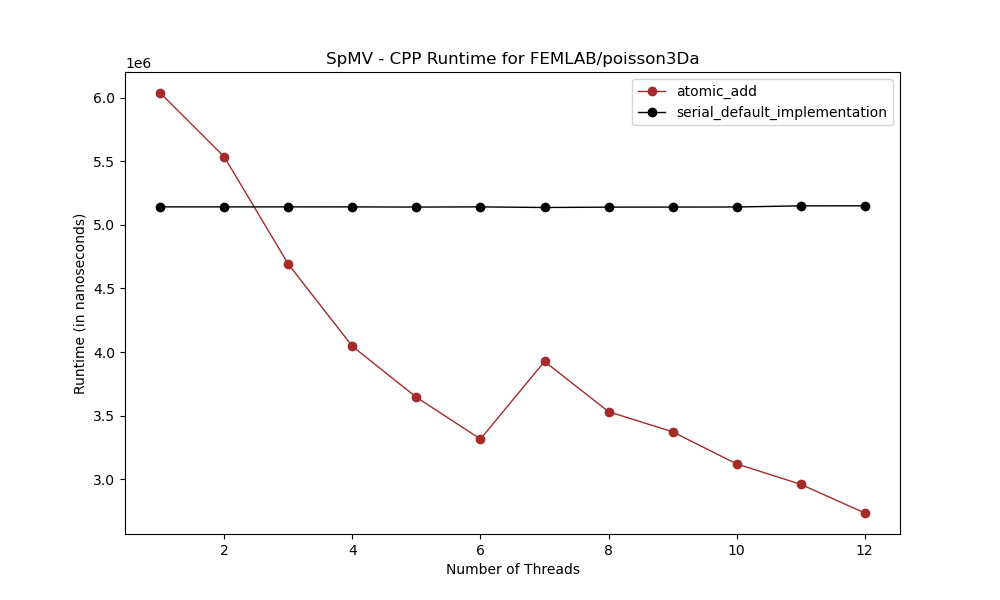 SpMV - CPP Runtime for FEMLAB/poisson3Da
1e6
atomic_add
serial_default_implementation
6.0
5.5
5.0
4.5
4.0
3.5
3.0
Runtime (in nanoseconds)
2 4 6 8 10 12
Number of Threads